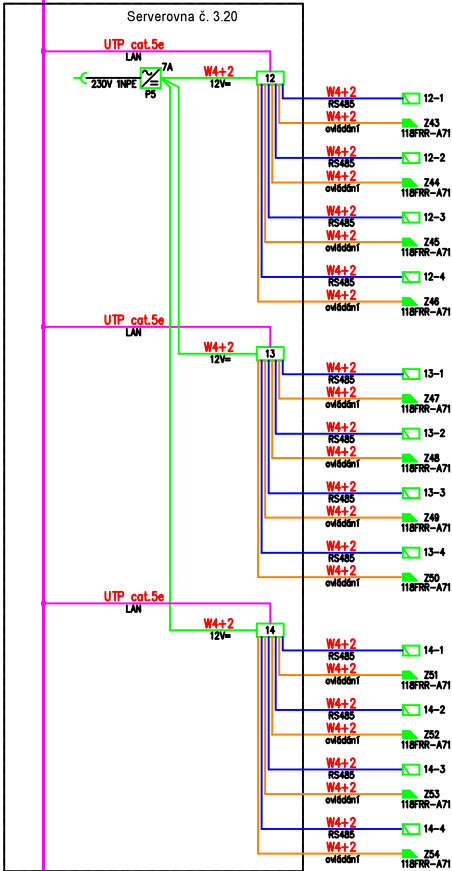 Serverovna č. 3.20
UTP cat.5e
LAN
7A
230V 1NPE
P5
W4+2
12V=
12
W4+2
RS485
12-1
W4+2
ovládání
Z43
118FRR-A71
W4+2
RS485
12-2
W4+2
ovládání
Z44
118FRR-A71
W4+2
RS485
12-3
W4+2
ovládání
Z45
118FRR-A71
W4+2
RS485
12-4
W4+2
ovládání
Z46
118FRR-A71
UTP cat.5e
LAN
W4+2
12V=
13
W4+2
RS485
13-1
W4+2
ovládání
Z47
118FRR-A71
W4+2
RS485
13-2
W4+2
ovládání
Z48
118FRR-A71
W4+2
RS485
13-3
W4+2
ovládání
Z49
118FRR-A71
W4+2
RS485
13-4
W4+2
ovládání
Z50
118FRR-A71
UTP cat.5e
LAN
W4+2
12V=
14
W4+2
RS485
14-1
W4+2
ovládání
Z51
118FRR-A71
W4+2
RS485
14-2
W4+2
ovládání
Z52
118FRR-A71
W4+2
RS485
14-3
W4+2
ovládání
Z53
118FRR-A71
W4+2
RS485
14-4
W4+2
ovládání
Z54
118FRR-A71